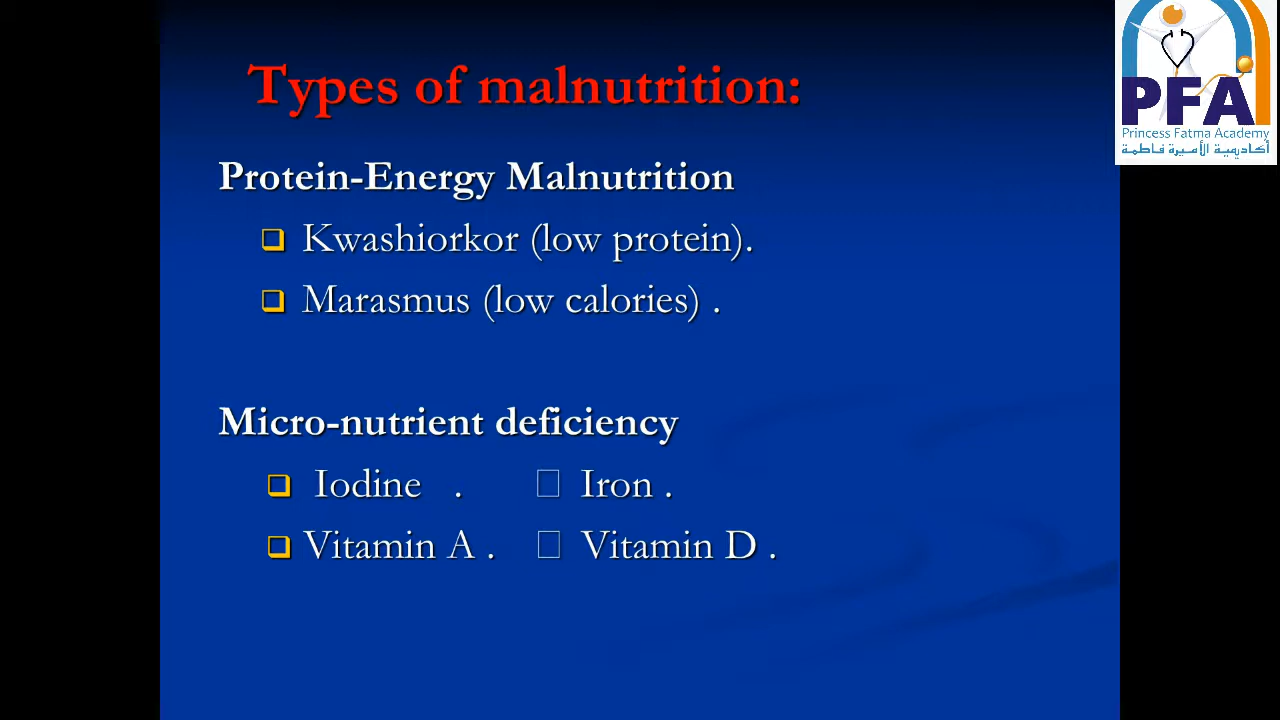 Types of malnutrition:
PFA
Princess Fatma Academy
أكاديمية الأميرة فاطمة
Protein-Energy Malnutrition
❑ Kwashiorkor (low protein).
❑ Marasmus (low calories) .
Micro-nutrient deficiency
❑ Iodine . □ Iron .
❑ Vitamin A . □ Vitamin D .